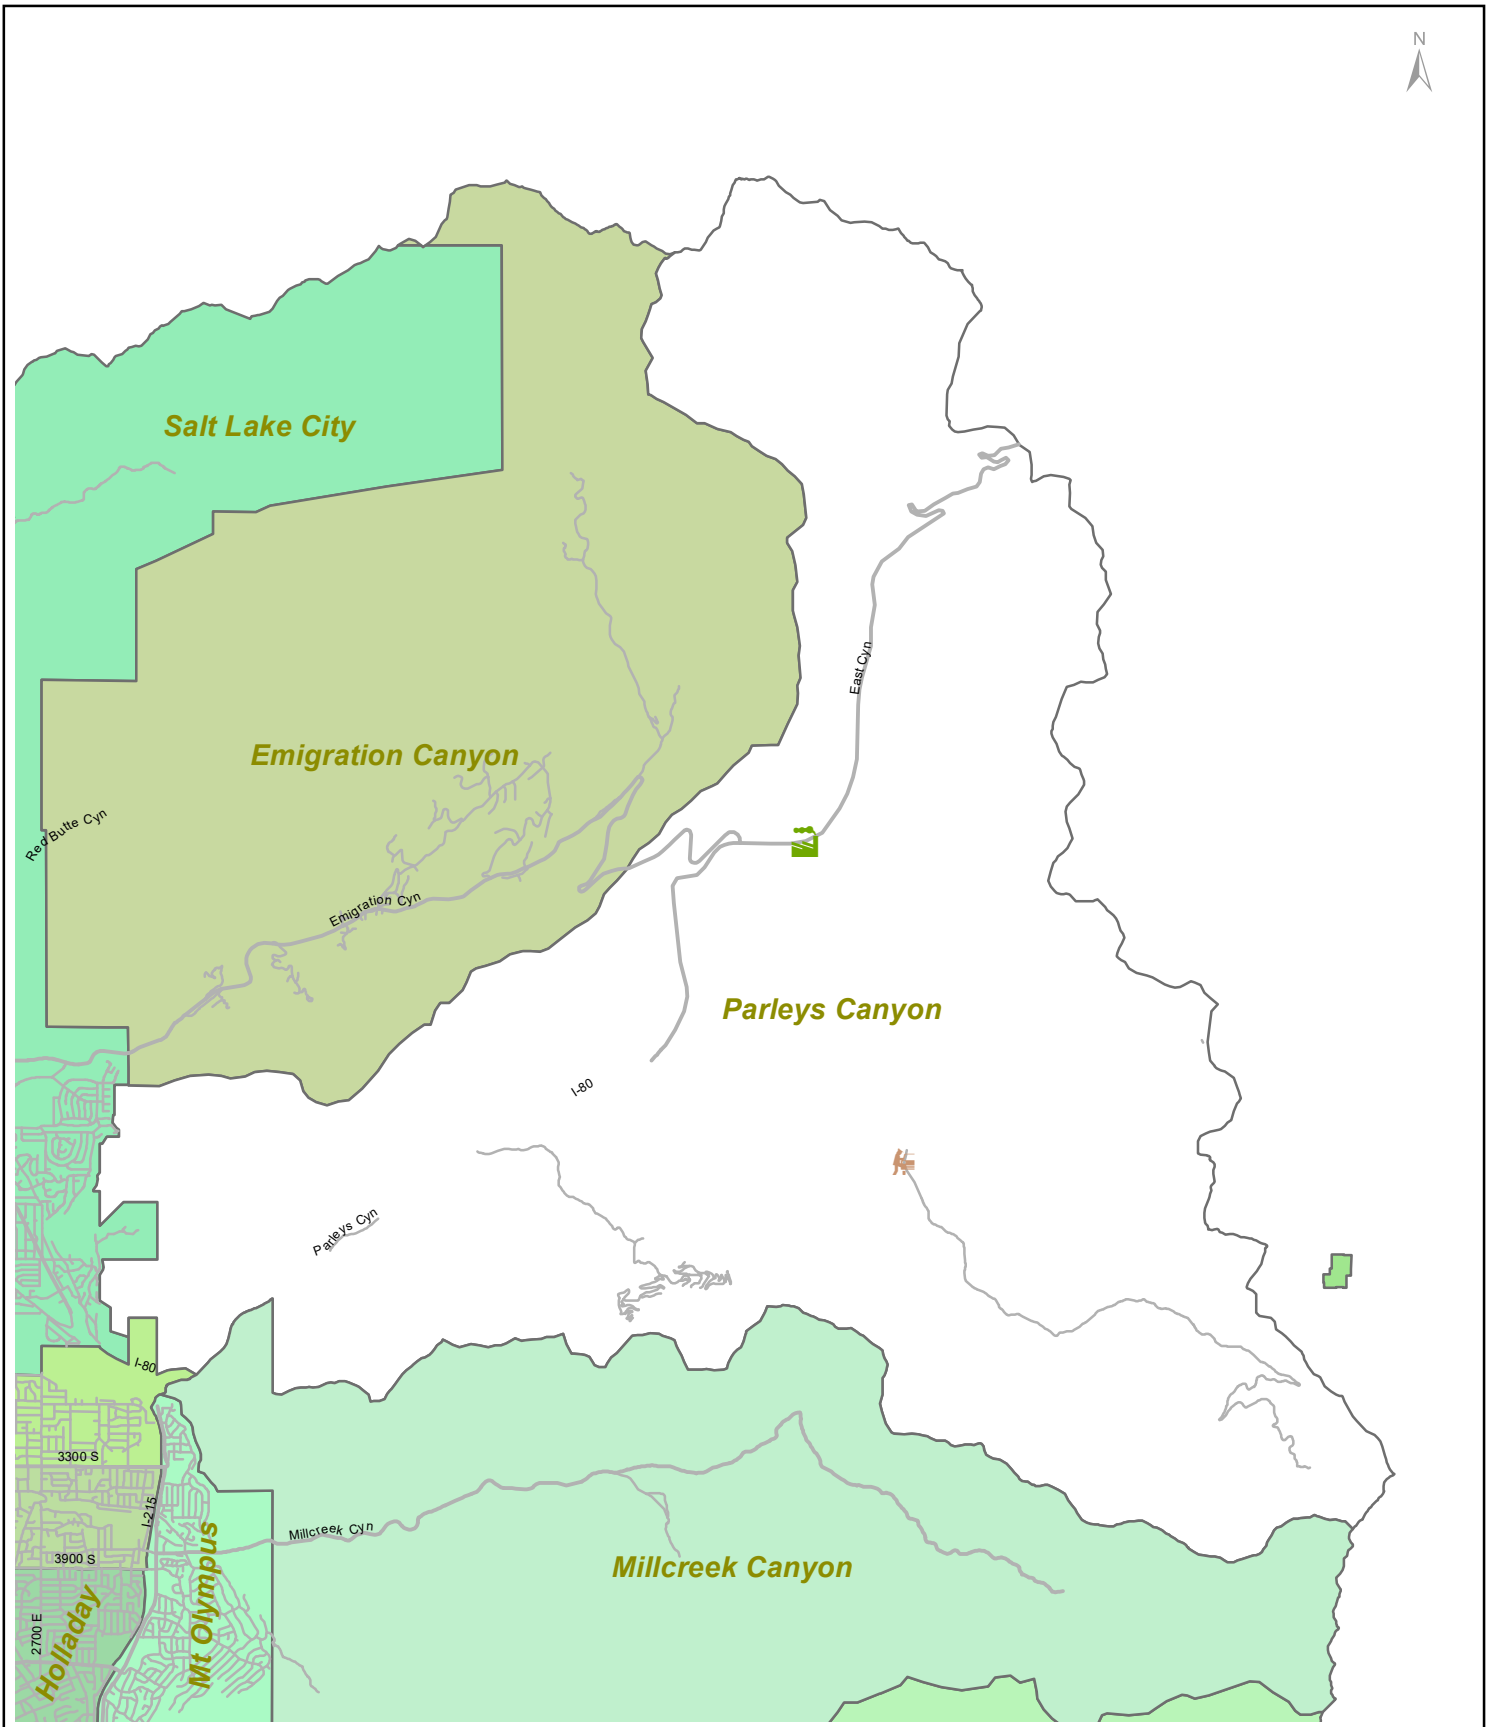 N
Salt Lake City
East Cyn
Emigration Canyon
Red Butte Cyn
Emigration Cyn
Parleys Canyon
I-80
Parleys Cyn
I-80
3300 S
I-215
Millcreek Cyn
3900 S
Millcreek Canyon
2700 E
Holladay
Mt Olympus